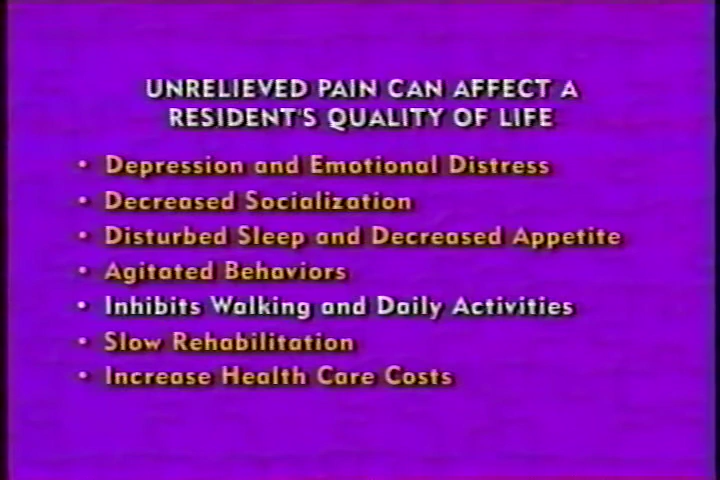 UNRELIEVED PAIN CAN AFFECT A
RESIDENT'S QUALITY OF LIFE
• Depression and Emotional Distress
• Decreased Socialization
• Disturbed Sleep and Decreased Appetite
• Agitated Behaviors
• Inhibits Walking and Daily Activities
• Slow Rehabilitation
• Increase Health Care Costs